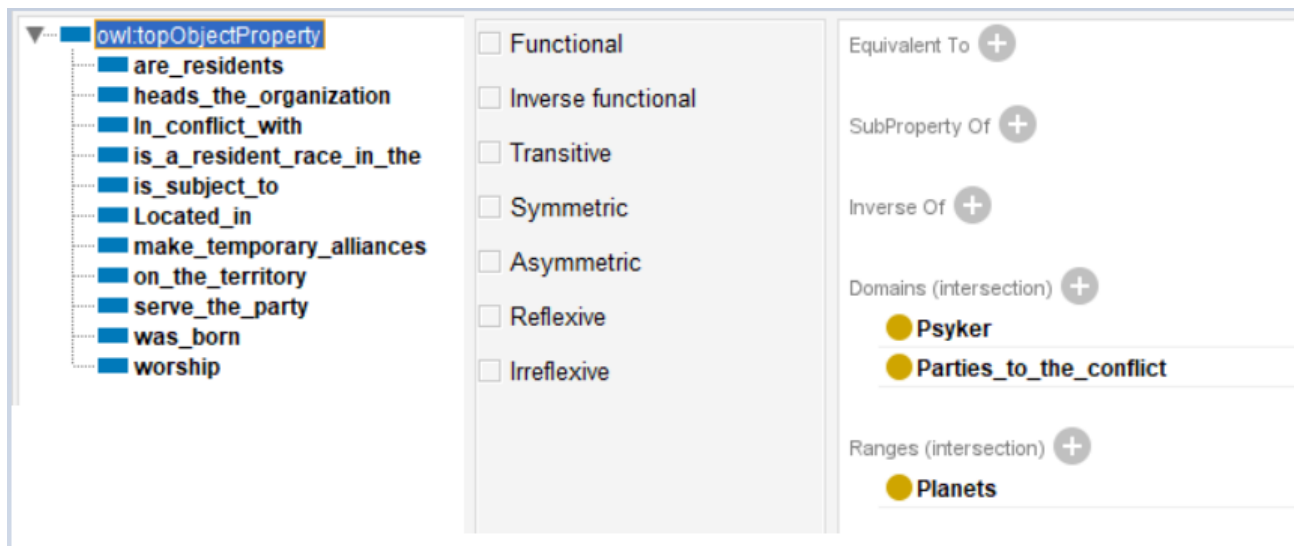 owl:topObjectProperty
are_residents
heads_the_organization
In_conflict_with
is_a_resident_race_in_the
is_subject_to
Located_in
make_temporary_alliances
on_the_territory
serve_the_party
was_born
worship
Functional
Inverse functional
Transitive
Symmetric
Asymmetric
Reflexive
Irreflexive
Equivalent To
SubProperty Of
Inverse Of
Domains (intersection)
Psyker
Parties_to_the_conflict
Ranges (intersection)
Planets